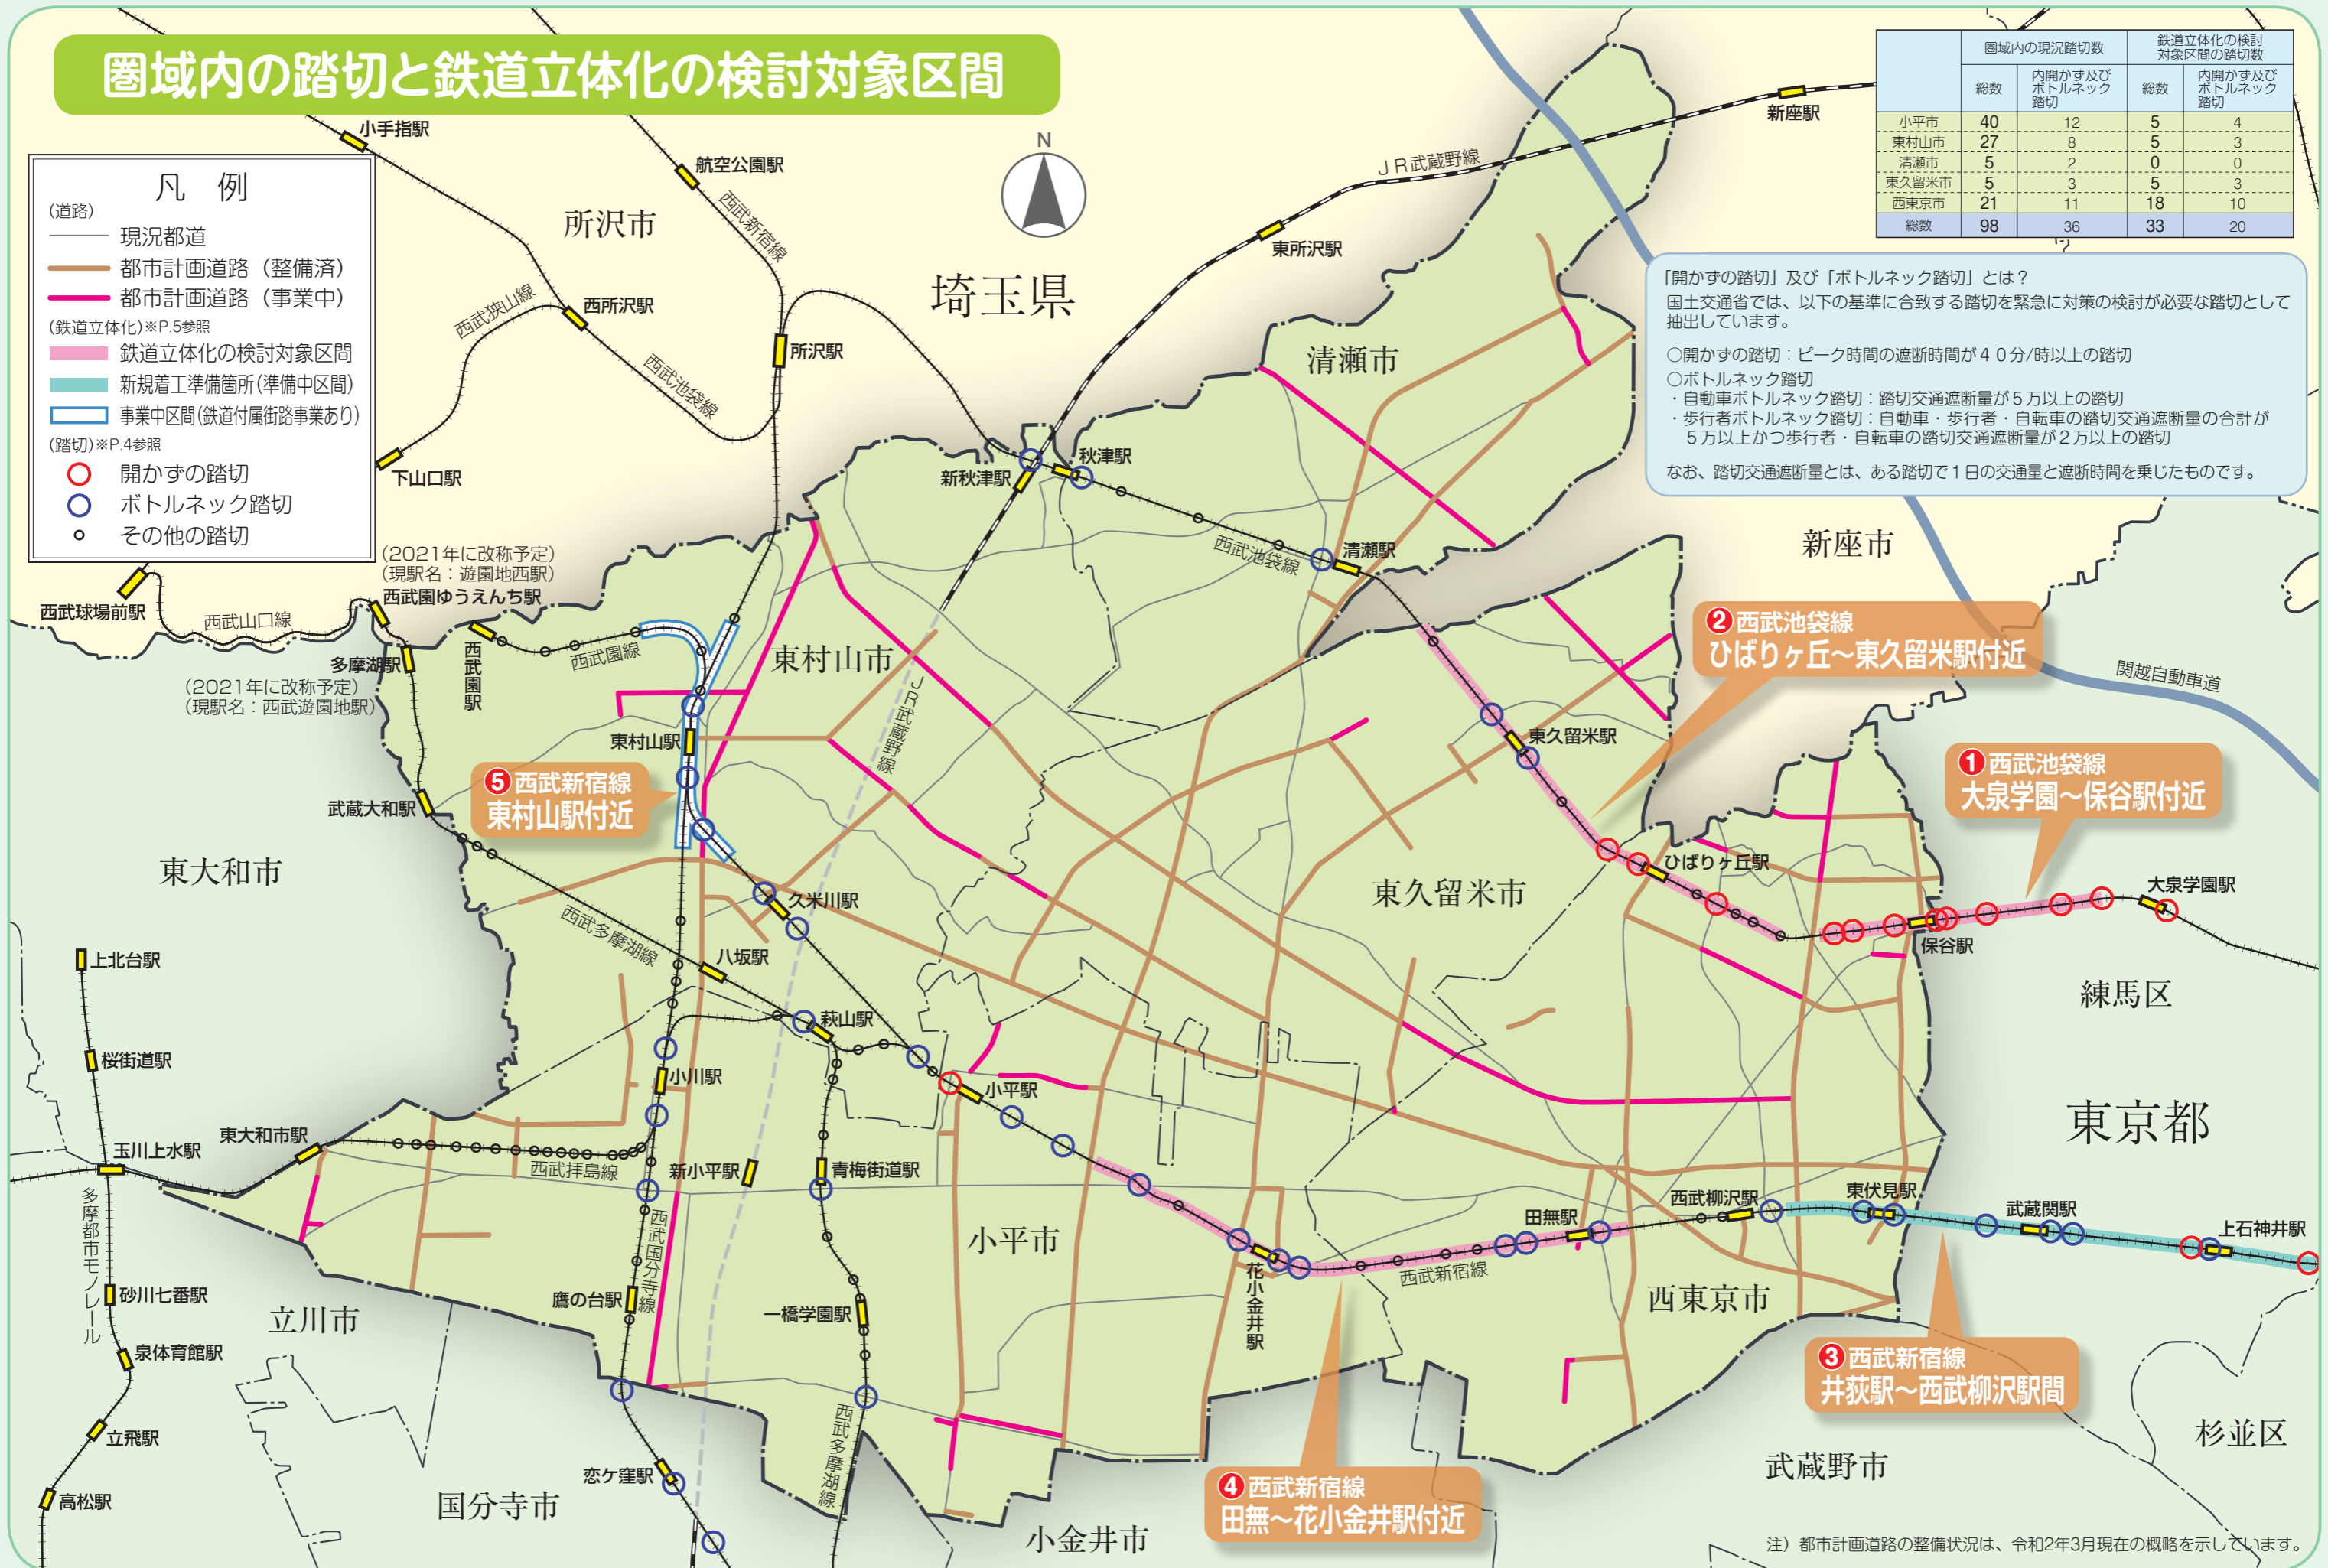 圏域内の踏切と鉄道立体化の検討対象区間
圏域内の現況踏切数
鉄道立体化の検討
対象区間の踏切数
総数
内開かず及び
ボトルネック
踏切
総数
内開かず及び
ボトルネック
踏切
小平市 40 12 5 4
東村山市 27 8 5 3
清瀬市 5 2 0 0
東久留米市 5 3 5 3
西東京市 21 11 18 10
総数 98 36 33 20
凡 例
(道路)
現況都道
都市計画道路（整備済）
都市計画道路（事業中）
(鉄道立体化)※P.5参照
鉄道立体化の検討対象区間
新規着工準備箇所(準備中区間)
事業中区間(鉄道付属街路事業あり)
(踏切)※P.4参照
開かずの踏切
ボトルネック踏切
その他の踏切
「開かずの踏切」及び「ボトルネック踏切」とは？
国土交通省では、以下の基準に合致する踏切を緊急に対策の検討が必要な踏切として
抽出しています。
○開かずの踏切：ピーク時間の遮断時間が４０分/時以上の踏切
○ボトルネック踏切
・自動車ボトルネック踏切：踏切交通遮断量が５万以上の踏切
・歩行者ボトルネック踏切：自動車・歩行者・自転車の踏切交通遮断量の合計が
５万以上かつ歩行者・自転車の踏切交通遮断量が２万以上の踏切
なお、踏切交通遮断量とは、ある踏切で１日の交通量と遮断時間を乗じたものです。
N
小手指駅
航空公園駅
西武新宿線
所沢市
埼玉県
新座駅
ＪＲ武蔵野線
東所沢駅
西武狭山線
西所沢駅
西武池袋線
所沢駅
下山口駅
清瀬市
新秋津駅
秋津駅
西武池袋線
清瀬駅
新座市
関越自動車道
(2021年に改称予定)
(現駅名：遊園地西駅)
西武園ゆうえんち駅
西武球場前駅
西武山口線
多摩湖駅
(2021年に改称予定)
(現駅名：西武遊園地駅)
西武園駅
西武園線
東村山市
ＪＲ武蔵野線
東村山駅
⑤西武新宿線
東村山駅付近
武蔵大和駅
東大和市
西武多摩湖線
久米川駅
八坂駅
萩山駅
②西武池袋線
ひばりヶ丘～東久留米駅付近
東久留米駅
東久留米市
ひばりヶ丘駅
①西武池袋線
大泉学園～保谷駅付近
保谷駅
大泉学園駅
練馬区
東京都
上北台駅
桜街道駅
玉川上水駅
東大和市駅
西武拝島線
小川駅
新小平駅
青梅街道駅
小平駅
小平市
多摩都市モノレール
砂川七番駅
泉体育館駅
立飛駅
高松駅
立川市
西武国分寺線
鷹の台駅
一橋学園駅
西武多摩湖線
恋ケ窪駅
国分寺市
小金井市
花小金井駅
西武新宿線
田無駅
西武柳沢駅
東伏見駅
武蔵関駅
上石神井駅
西東京市
③西武新宿線
井荻駅～西武柳沢駅間
④西武新宿線
田無～花小金井駅付近
武蔵野市
杉並区
注）都市計画道路の整備状況は、令和2年3月現在の概略を示しています。